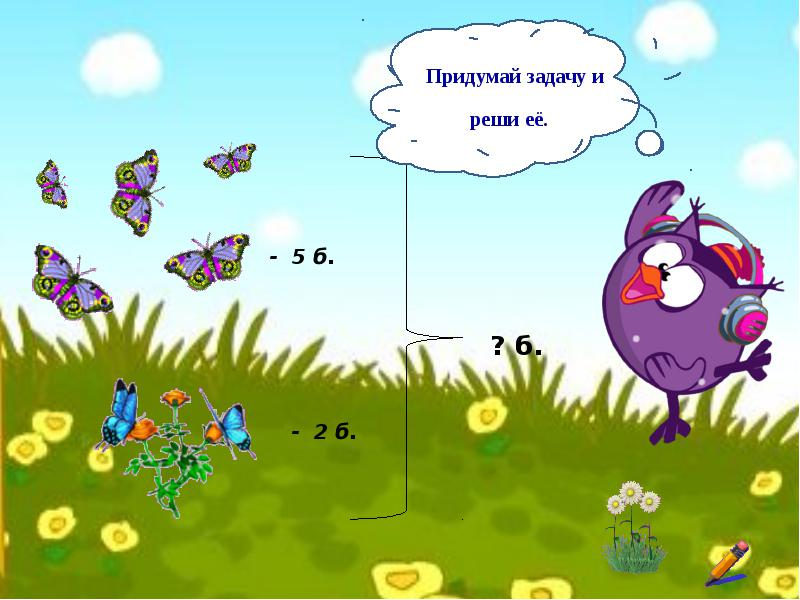 Придумай задачу и
реши её.
- 5 б.
? б.
- 2 б.